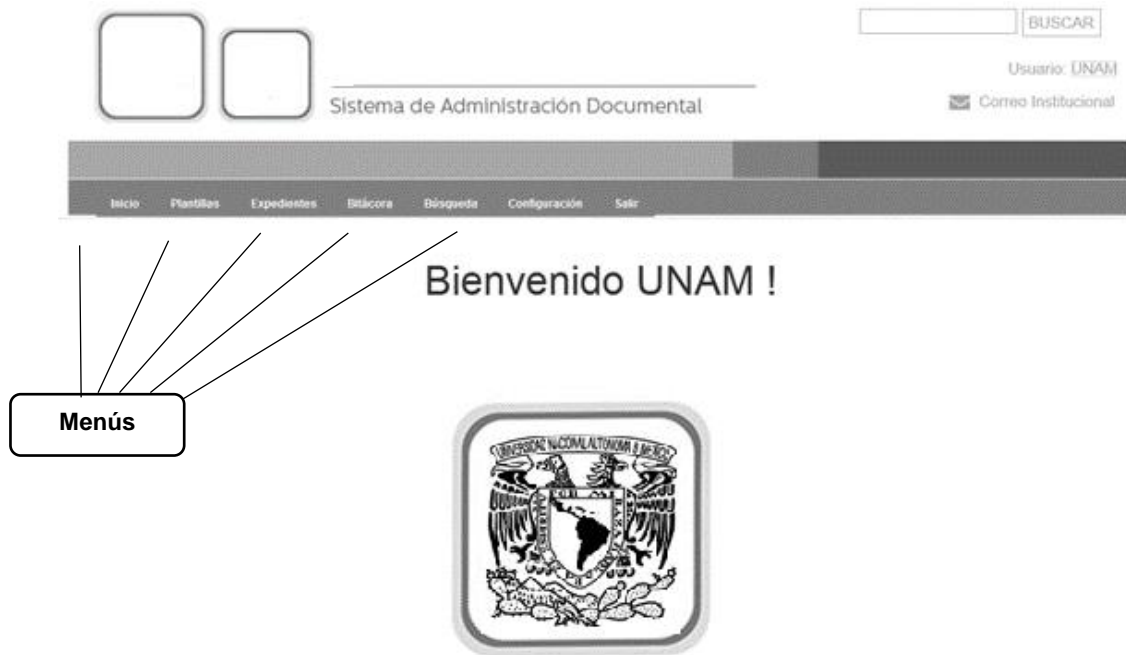 BUSCAR
Usuario: UNAM
Sistema de Administración Documental
Correo Institucional
Inicio Plantillas Expedientes Bitácora Búsqueda Configuración Salir
Bienvenido UNAM !
Menús